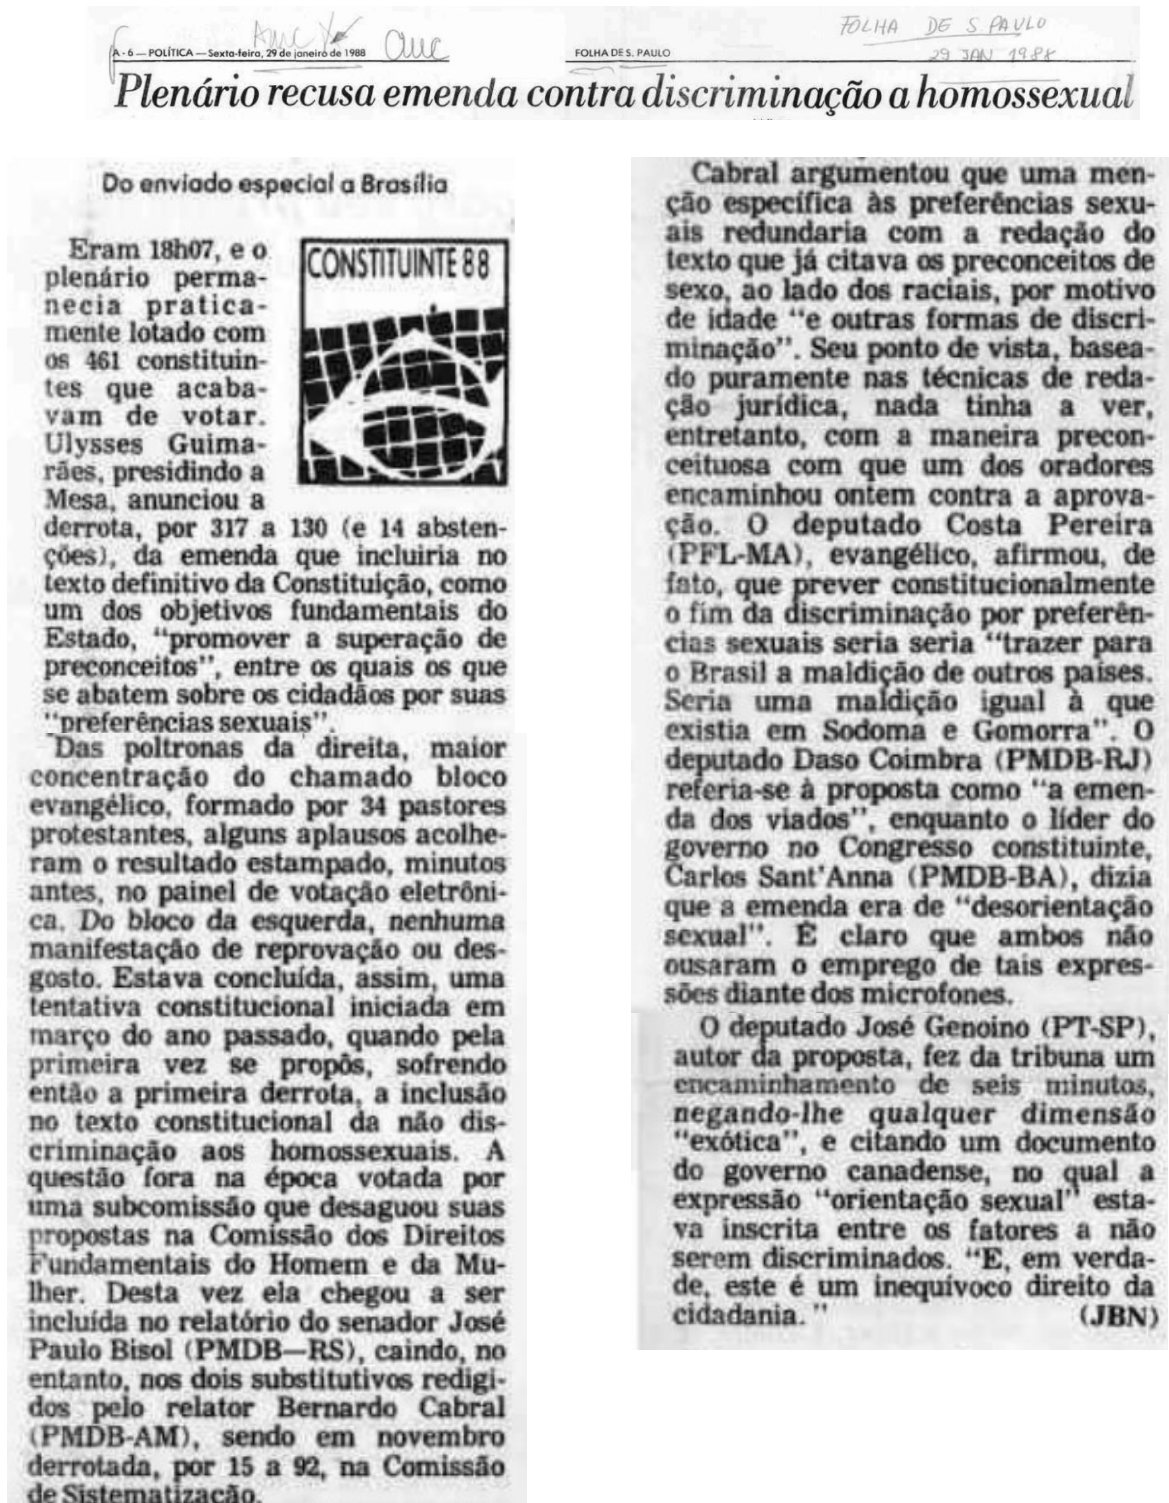 FOLHA DE S. PAULO
29 JAN 1988
A - 6 — POLÍTICA — Sexta-feira, 29 de janeiro de 1988
FOLHA DE S. PAULO
Plenário recusa emenda contra discriminação a homossexual
Do enviado especial a Brasília
Eram 18h07, e o
plenário perma-
necia pratica-
mente lotado com
os 461 constituin-
tes que acaba-
vam de votar.
Ulysses Guima-
rães, presidindo a
Mesa, anunciou a
CONSTITUINTE 88
derrota, por 317 a 130 (e 14 absten-
ções), da emenda que incluiria no
texto definitivo da Constituição, como
um dos objetivos fundamentais do
Estado, "promover a superação de
preconceitos", entre os quais os que
se abatem sobre os cidadãos por suas
"preferências sexuais".
Das poltronas da direita, maior
concentração do chamado bloco
evangélico, formado por 34 pastores
protestantes, alguns aplausos acolhe-
ram o resultado estampado, minutos
antes, no painel de votação eletrôni-
ca. Do bloco da esquerda, nenhuma
manifestação de reprovação ou des-
gosto. Estava concluída, assim, uma
tentativa constitucional iniciada em
março do ano passado, quando pela
primeira vez se propôs, sofrendo
então a primeira derrota, a inclusão
no texto constitucional da não dis-
criminação aos homossexuais. A
questão fora na época votada por
uma subcomissão que desaguou suas
propostas na Comissão dos Direitos
Fundamentais do Homem e da Mu-
lher. Desta vez ela chegou a ser
incluída no relatório do senador José
Paulo Bisol (PMDB—RS), caindo, no
entanto, nos dois substitutivos redigi-
dos pelo relator Bernardo Cabral
(PMDB-AM), sendo em novembro
derrotada, por 15 a 92, na Comissão
de Sistematização.
Cabral argumentou que uma men-
ção específica às preferências sexu-
ais redundaria com a redação do
texto que já citava os preconceitos de
sexo, ao lado dos raciais, por motivo
de idade "e outras formas de discri-
minação". Seu ponto de vista, basea-
do puramente nas técnicas de reda-
ção jurídica, nada tinha a ver,
entretanto, com a maneira precon-
ceituosa com que um dos oradores
encaminhou ontem contra a aprova-
ção. O deputado Costa Pereira
(PFL-MA), evangélico, afirmou, de
fato, que prever constitucionalmente
o fim da discriminação por preferên-
cias sexuais seria seria "trazer para
o Brasil a maldição de outros países.
Seria uma maldição igual à que
existia em Sodoma e Gomorra". O
deputado Daso Coimbra (PMDB-RJ)
referia-se à proposta como "a emen-
da dos viados", enquanto o líder do
governo no Congresso constituinte,
Carlos Sant'Anna (PMDB-BA), dizia
que a emenda era de "desorientação
sexual". É claro que ambos não
ousaram o emprego de tais expres-
sões diante dos microfones.
O deputado José Genoino (PT-SP),
autor da proposta, fez da tribuna um
encaminhamento de seis minutos,
negando-lhe qualquer dimensão
"exótica", e citando um documento
do governo canadense, no qual a
expressão "orientação sexual" esta-
va inscrita entre os fatores a não
serem discriminados. "E, em verda-
de, este é um inequívoco direito da
cidadania." (JBN)